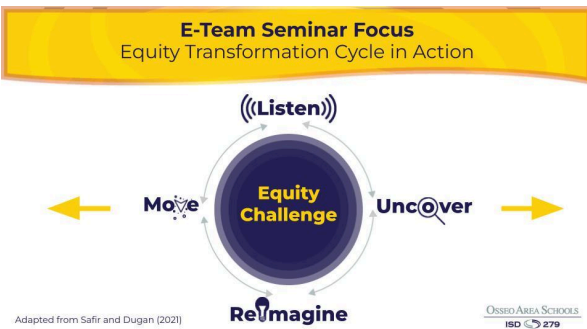 E-Team Seminar Focus
Equity Transformation Cycle in Action
((Listen))
Move
Equity
Challenge
Uncover
ReImagine
Adapted from Safir and Dugan (2021)
OSSEO AREA SCHOOLS
ISD 279